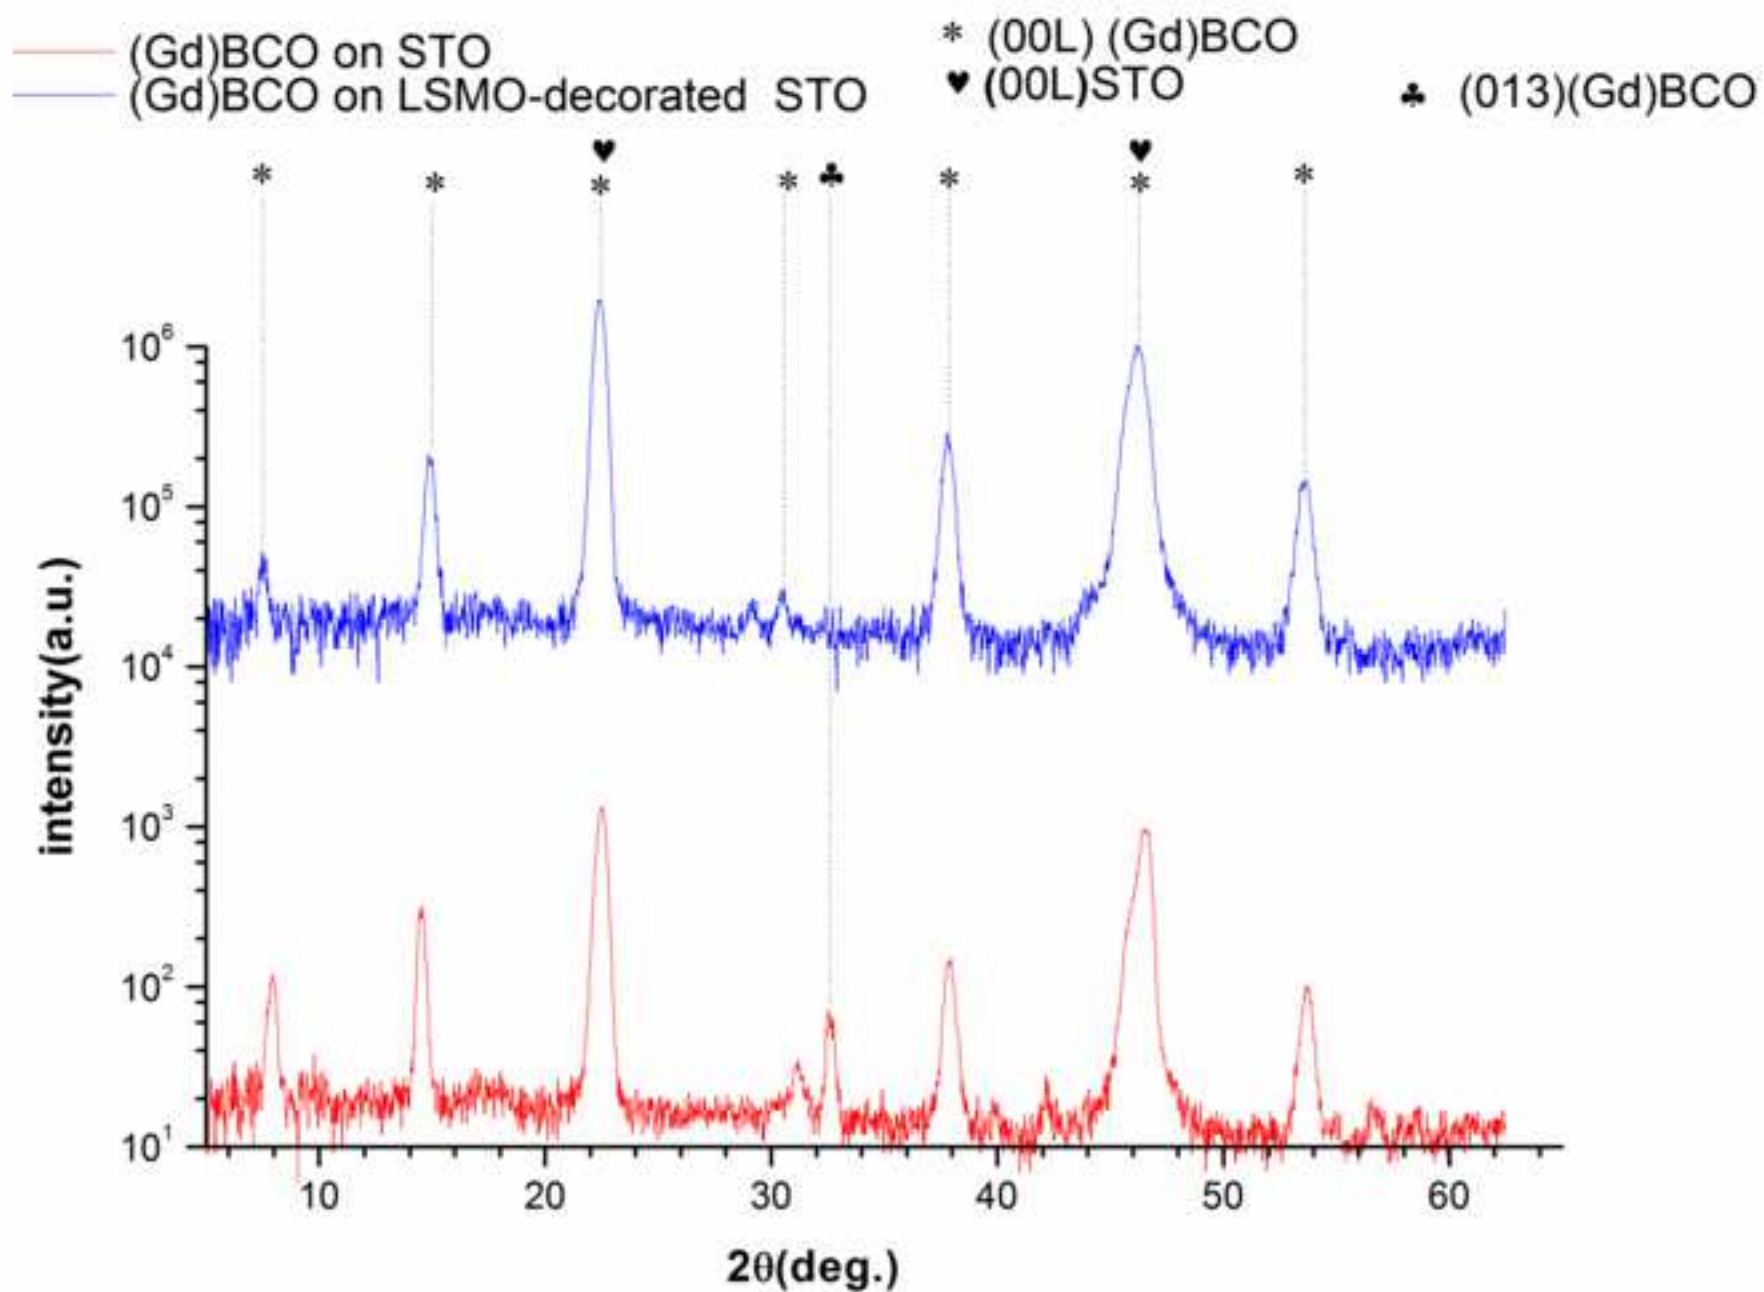 (Gd)BCO on STO
(Gd)BCO on LSMO-decorated STO
* (00L) (Gd)BCO
♥ (00L)STO
♣ (013)(Gd)BCO
♥ ♥
* * * * ♣ * * *
10⁶
10⁵
10⁴
10³
10²
10¹
intensity(a.u.)
10 20 30 40 50 60
2θ(deg.)